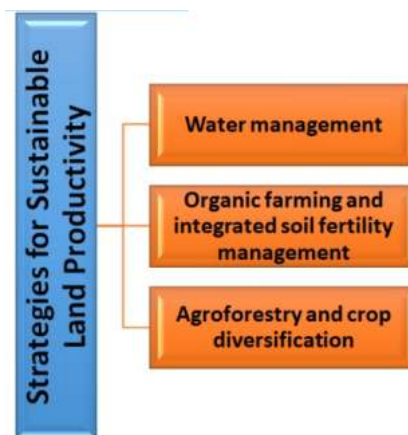 Strategies for Sustainable
Land Productivity
Water management
Organic farming and
integrated soil fertility
management
Agroforestry and crop
diversification